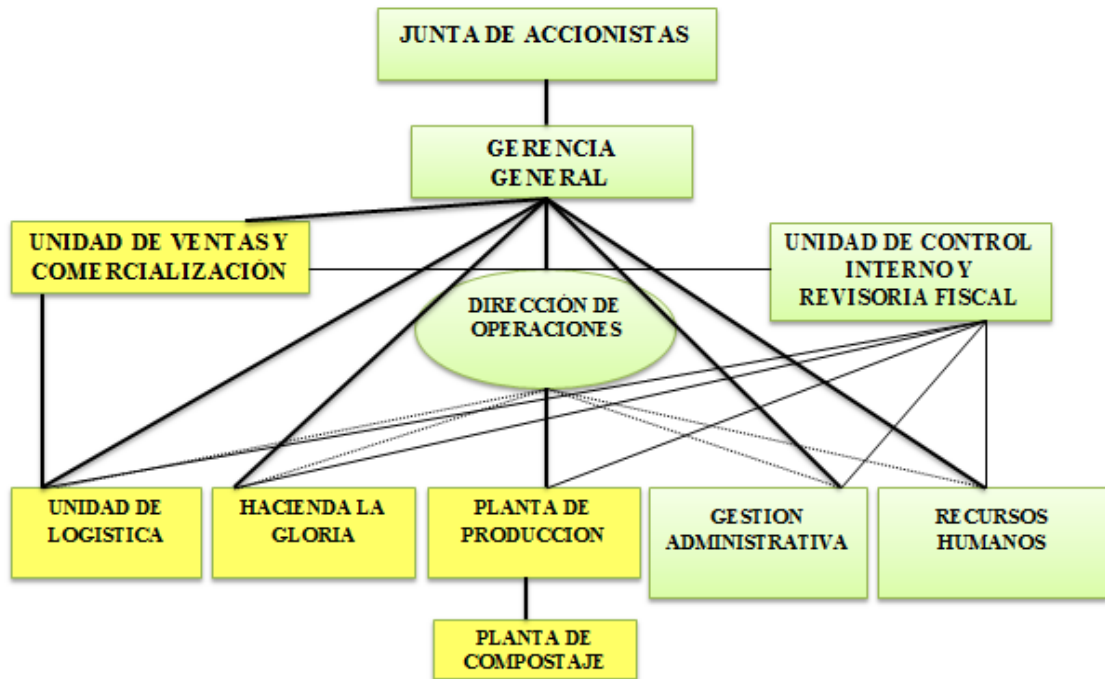 JUNTA DE ACCIONISTAS
GERENCIA
GENERAL
UNIDAD DE VENTAS Y
COMERCIALIZACIÓN
UNIDAD DE CONTROL
INTERNO Y
REVISORIA FISCAL
DIRECCIÓN DE
OPERACIONES
UNIDAD DE
LOGISTICA
HACIENDA LA
GLORIA
PLANTA DE
PRODUCCION
GESTION
ADMINISTRATIVA
RECURSOS
HUMANOS
PLANTA DE
COMPOSTAJE